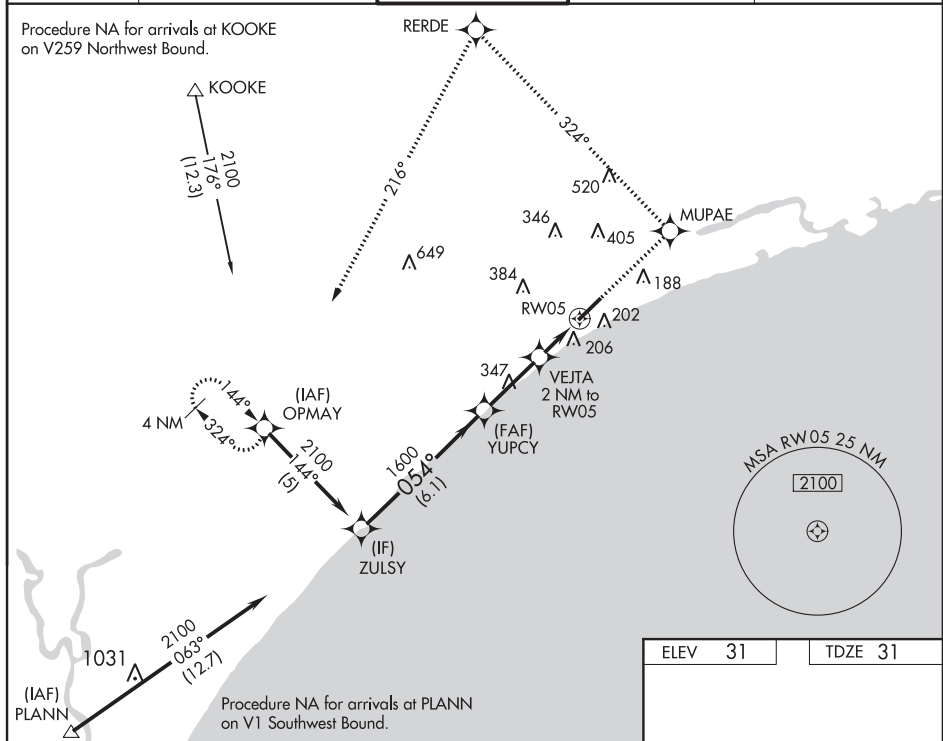 Procedure NA for arrivals at KOOKE
on V259 Northwest Bound.
RERDE
KOOKE
2100
176°
(12.3)
216°
324°
520
MUPAE
346
405
649
384
188
RW05
202
206
347
VEJTA
2 NM to
RW05
(IAF)
OPMAY
144°
4 NM
324°
2100
144°
(5)
(FAF)
YUPCY
1600
054°
(6.1)
MSA RW05 25 NM
2100
(IF)
ZULSY
2100
063°
(12.7)
1031
(IAF)
PLANN
Procedure NA for arrivals at PLANN
on V1 Southwest Bound.
ELEV 31
TDZE 31